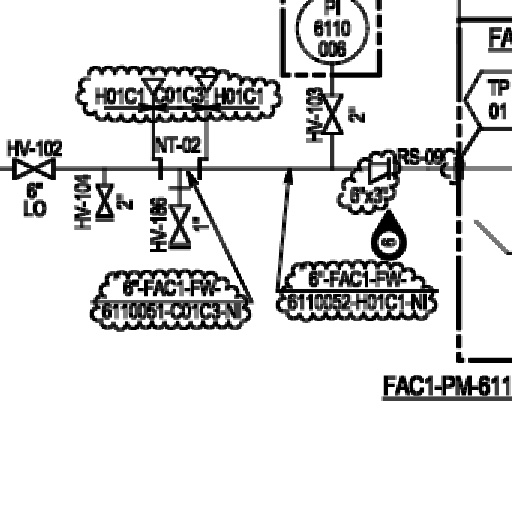 PI
6110
006
FA
TP
01
H01C1 C01C3 H01C1
HV-103
2"
NT-02
RS-09
HV-102
6"
LO
HV-104
2"
HV-186
1"
6"x3"
6
6"-FAC1-FW-
6110051-C01C3-NI
6"-FAC1-FW-
6110052-H01C1-NI
FAC1-PM-611